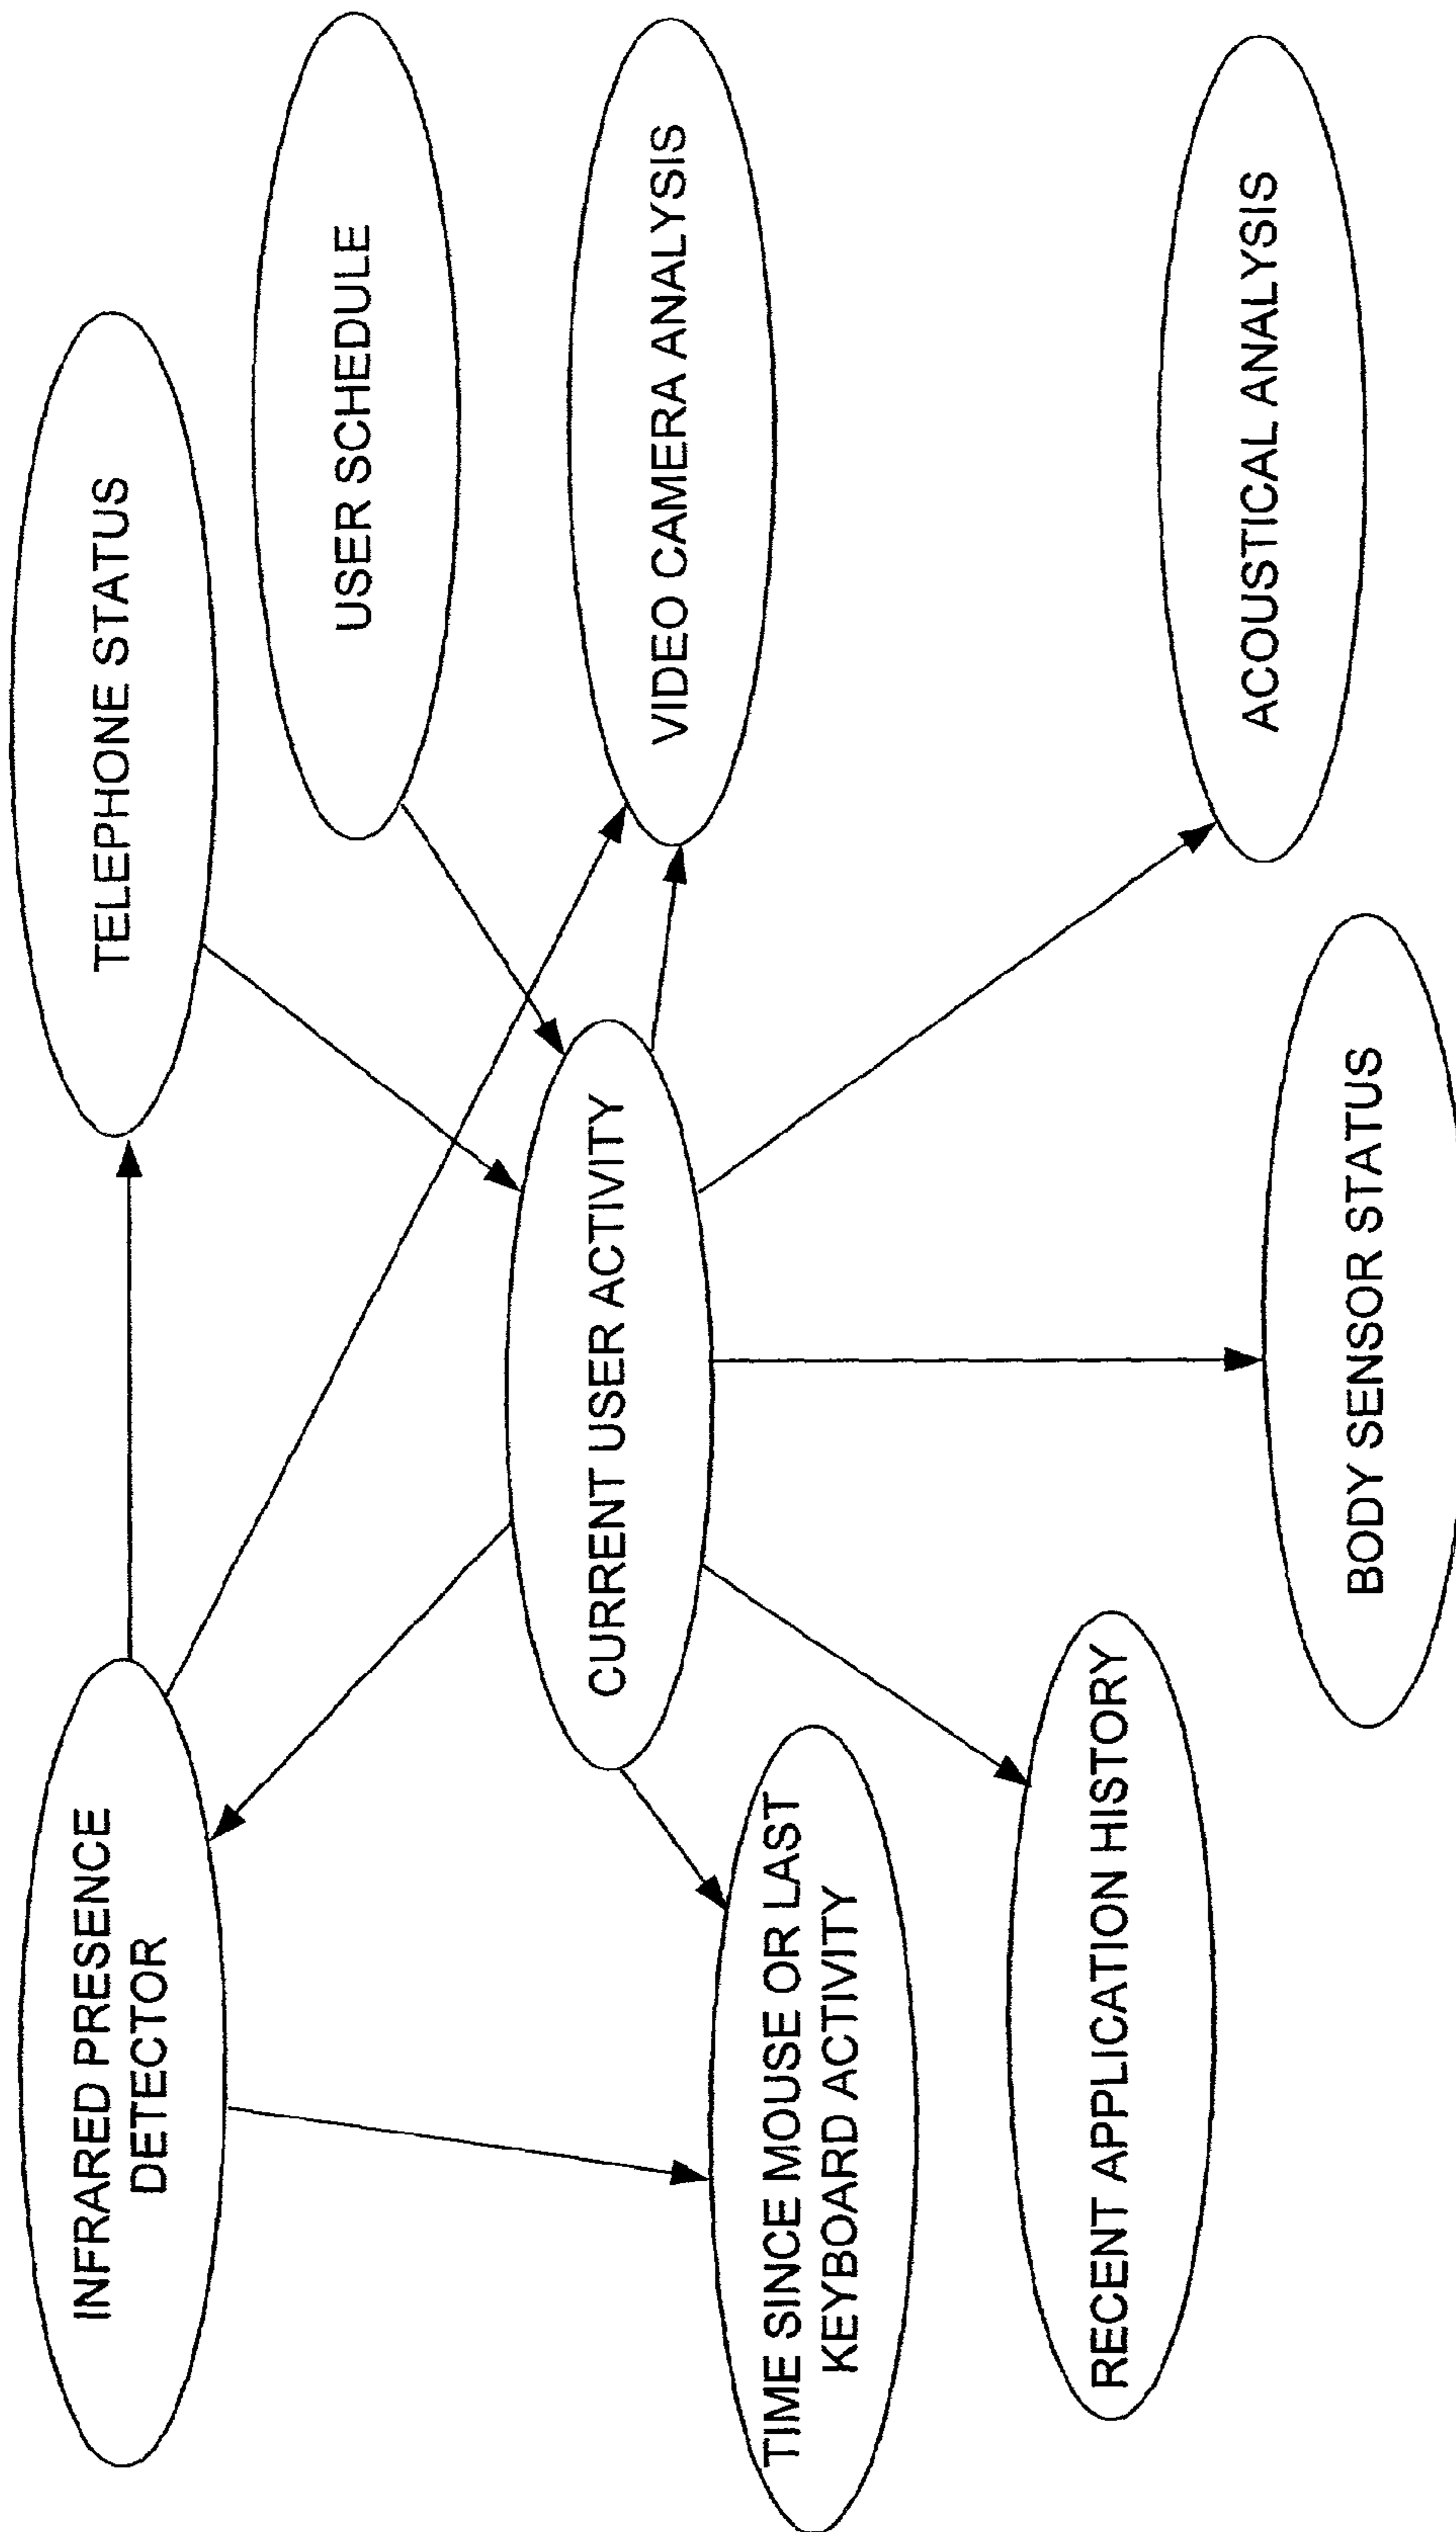 INFRARED PRESENCE
DETECTOR
TELEPHONE STATUS
USER SCHEDULE
CURRENT USER ACTIVITY
VIDEO CAMERA ANALYSIS
TIME SINCE MOUSE OR LAST
KEYBOARD ACTIVITY
RECENT APPLICATION HISTORY
BODY SENSOR STATUS
ACOUSTICAL ANALYSIS